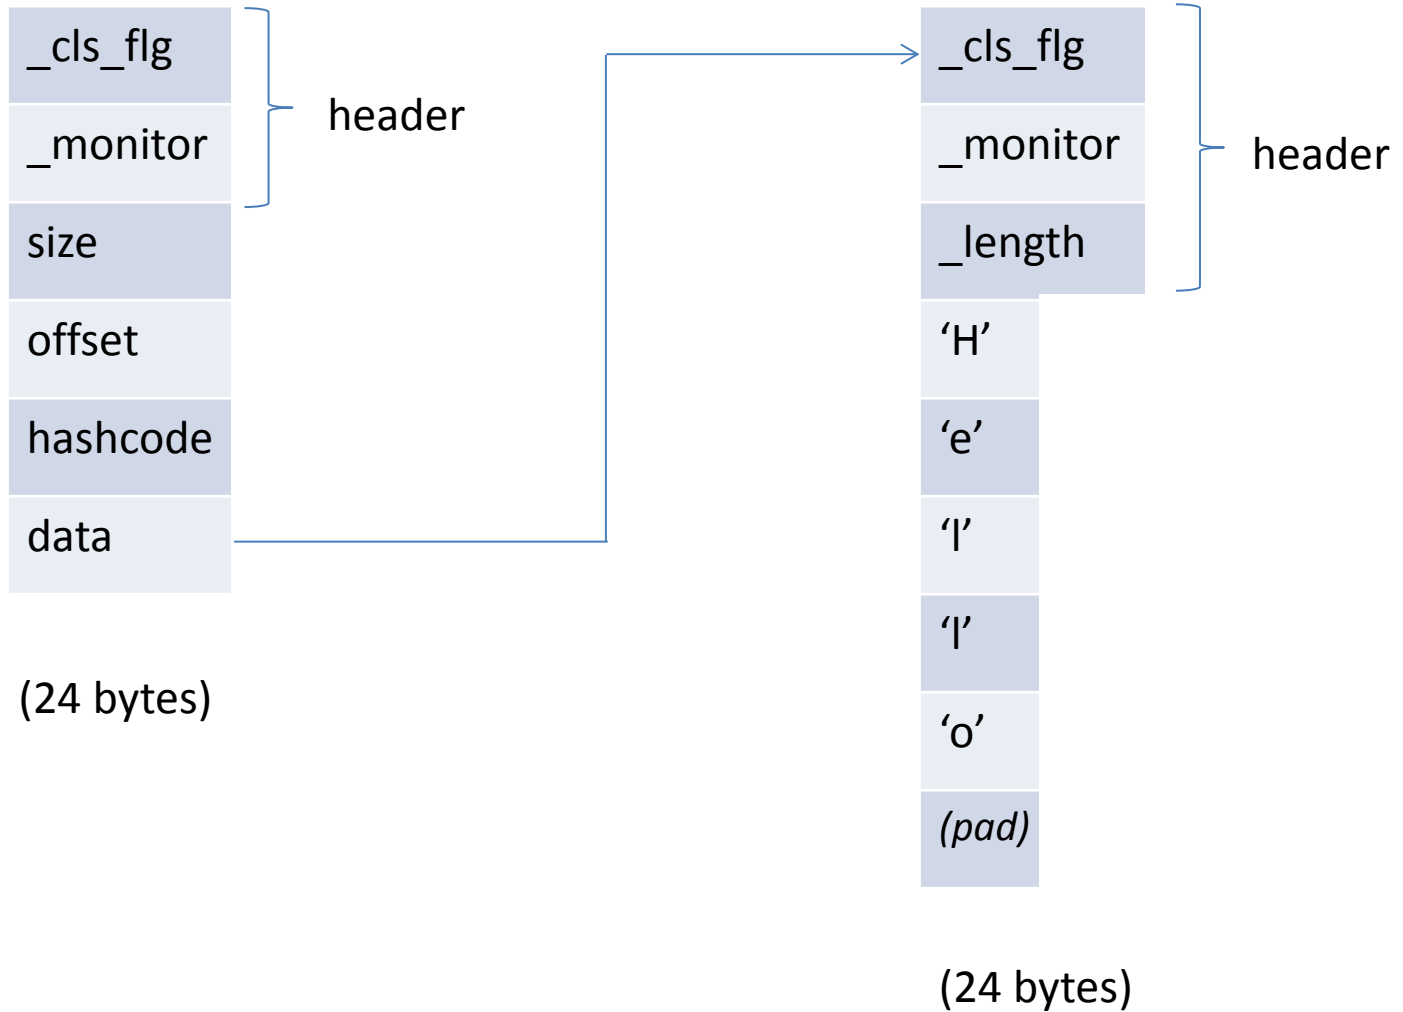 _cls_flg
_monitor
size
offset
hashcode
data
header
(24 bytes)
_cls_flg
_monitor
_length
‘H’
‘e’
‘l’
‘l’
‘o’
(pad)
header
(24 bytes)